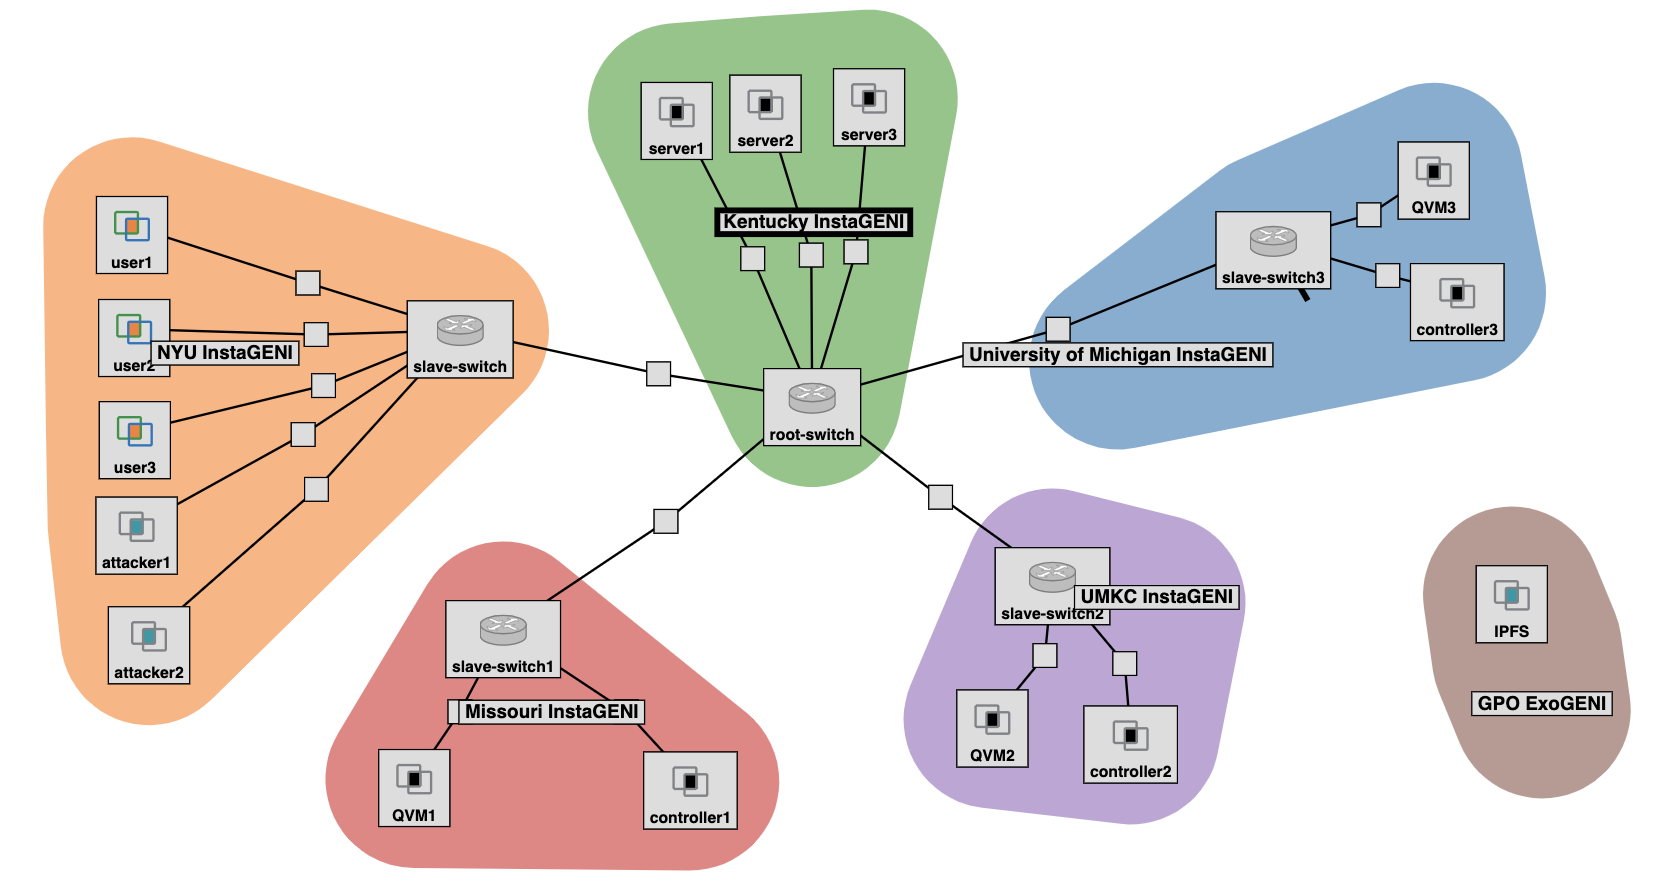 server1
server2
server3
Kentucky InstaGENI
QVM3
slave-switch3
controller3
user1
user2
NYU InstaGENI
slave-switch
University of Michigan InstaGENI
root-switch
user3
attacker1
attacker2
slave-switch1
Missouri InstaGENI
QVM1
controller1
slave-switch2
UMKC InstaGENI
QVM2
controller2
IPFS
GPO ExoGENI